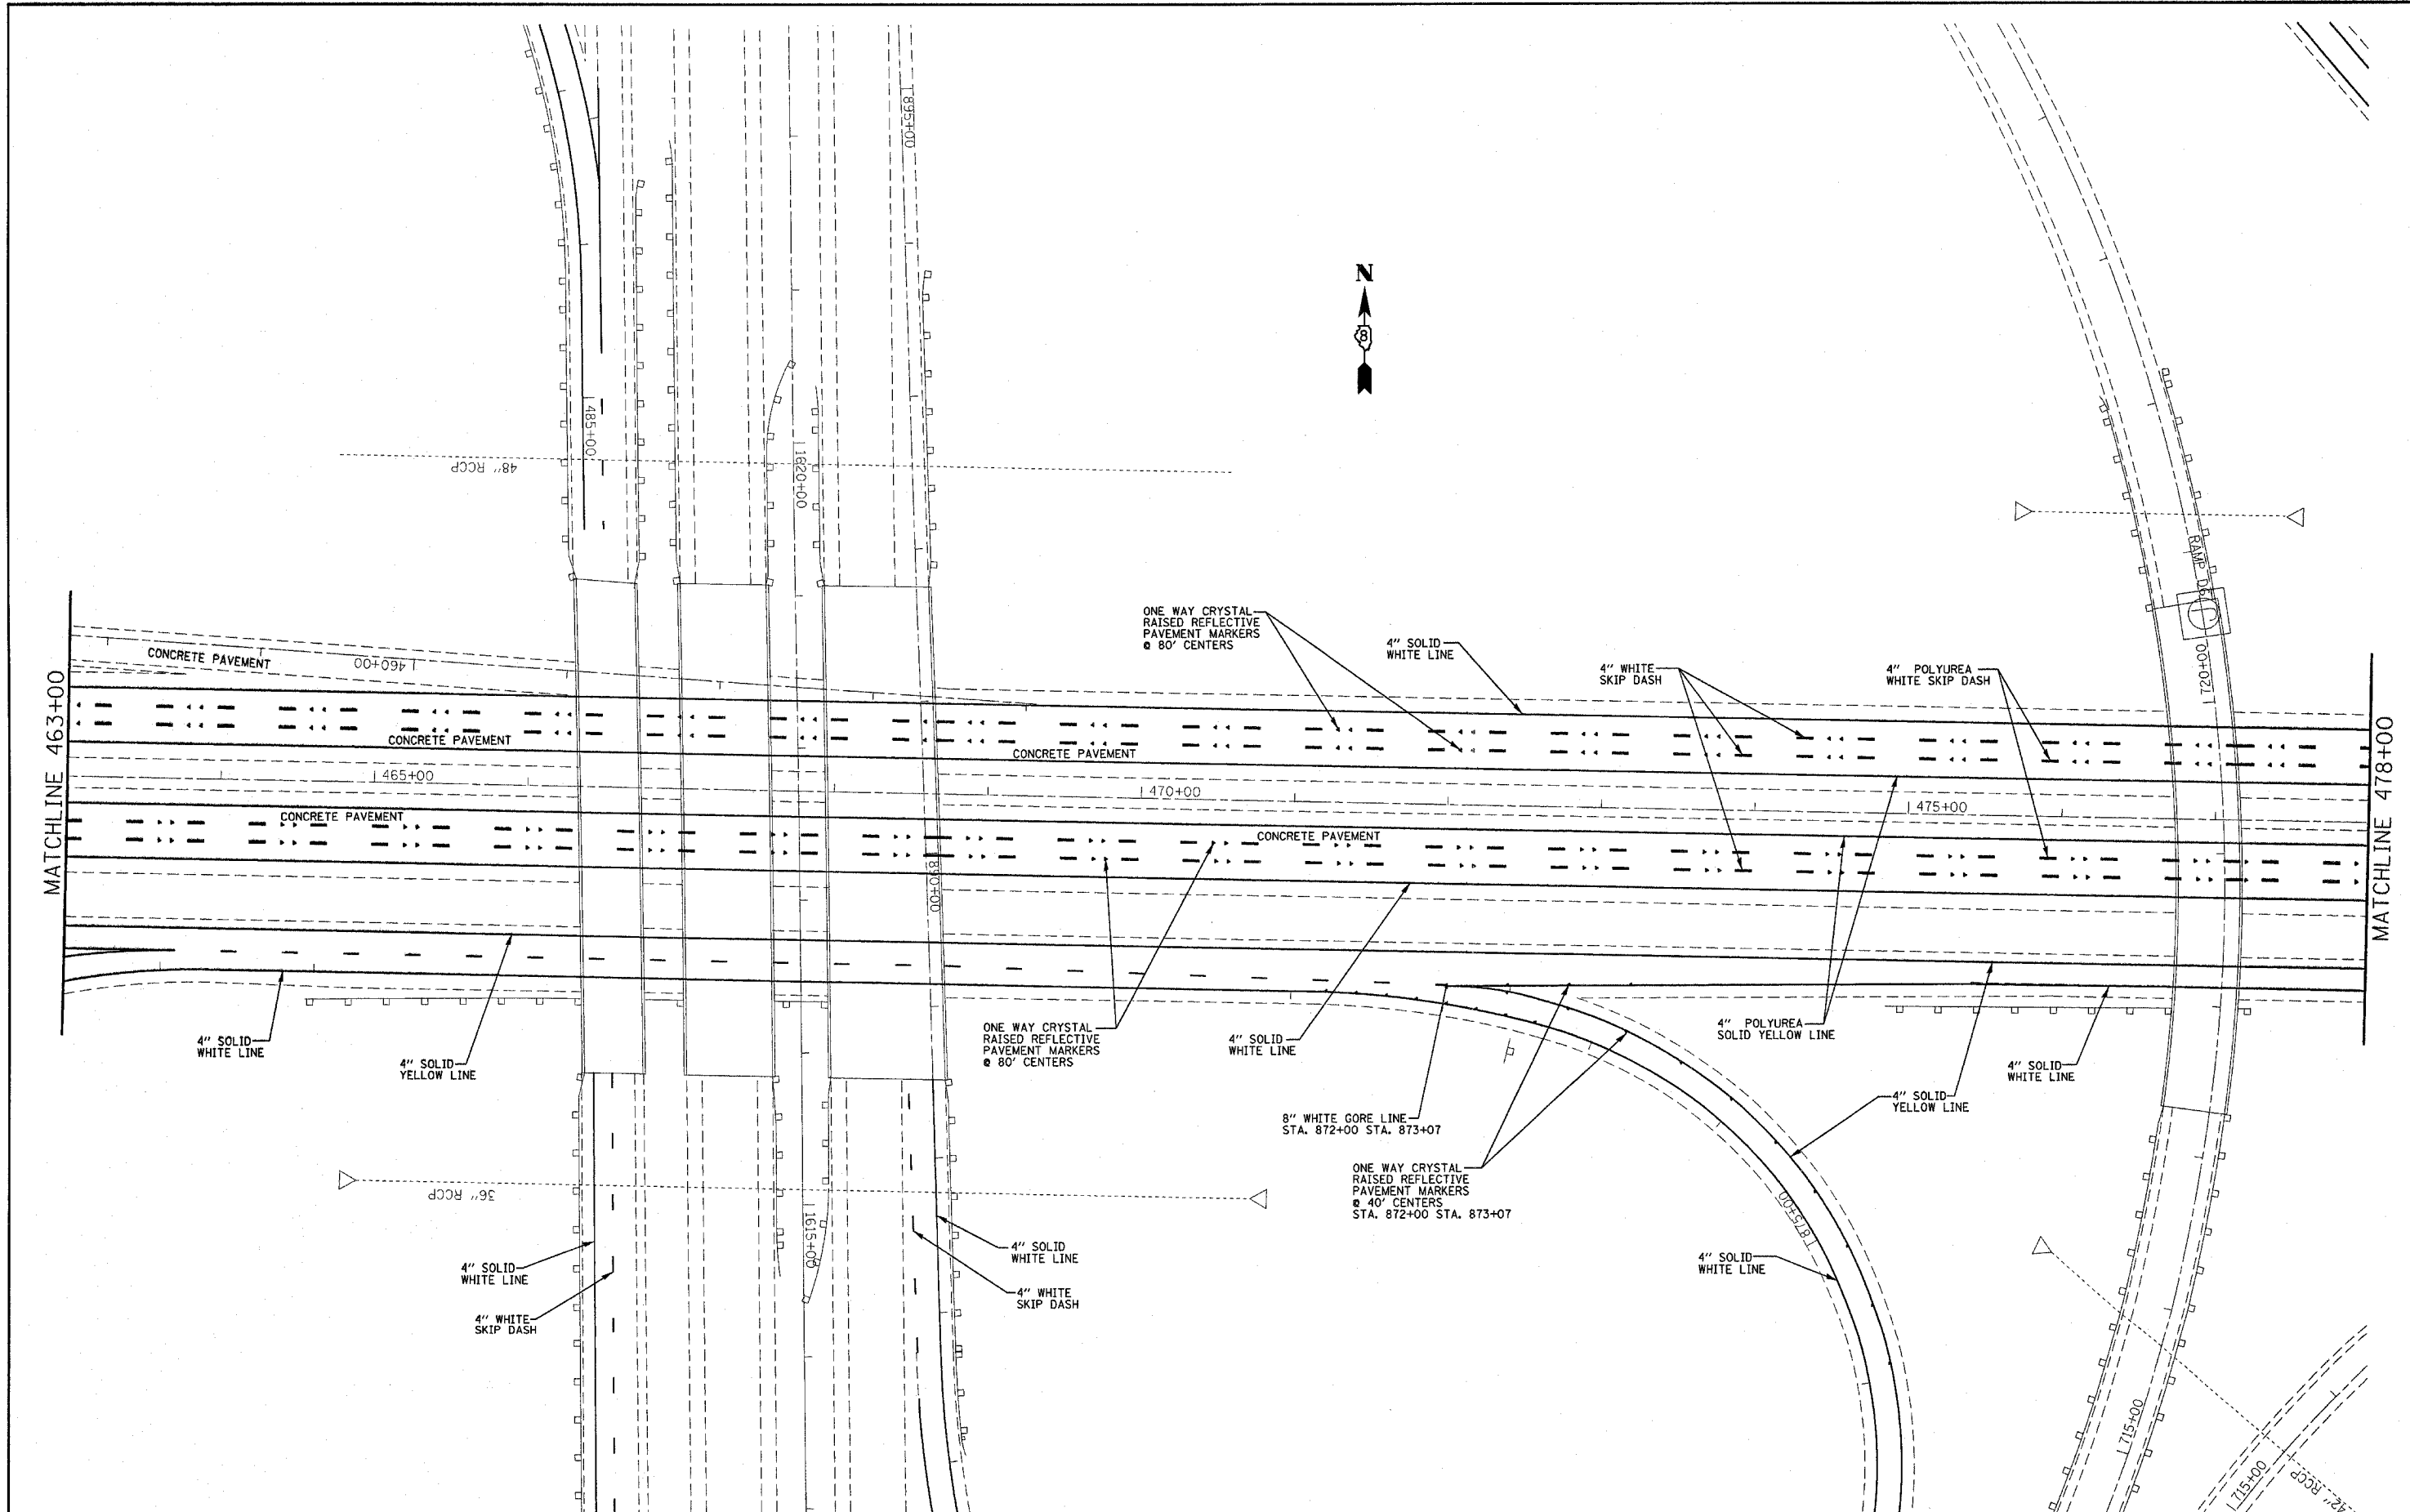 895+00
N
8
485+00
1620+00
48" RCCP
RAMP D6
720+00
ONE WAY CRYSTAL
RAISED REFLECTIVE
PAVEMENT MARKERS
@ 80' CENTERS
4" SOLID
WHITE LINE
4" WHITE
SKIP DASH
4" POLYUREA
WHITE SKIP DASH
CONCRETE PAVEMENT
460+00
MATCHLINE 463+00
MATCHLINE 478+00
CONCRETE PAVEMENT
CONCRETE PAVEMENT
465+00
470+00
475+00
CONCRETE PAVEMENT
CONCRETE PAVEMENT
890+00
4" SOLID
WHITE LINE
4" SOLID
YELLOW LINE
ONE WAY CRYSTAL
RAISED REFLECTIVE
PAVEMENT MARKERS
@ 80' CENTERS
4" SOLID
WHITE LINE
4" POLYUREA
SOLID YELLOW LINE
4" SOLID
WHITE LINE
4" SOLID
YELLOW LINE
8" WHITE GORE LINE
STA. 872+00 STA. 873+07
ONE WAY CRYSTAL
RAISED REFLECTIVE
PAVEMENT MARKERS
@ 40' CENTERS
STA. 872+00 STA. 873+07
36" RCCP
1615+00
875+00
4" SOLID
WHITE LINE
4" SOLID
WHITE LINE
4" WHITE
SKIP DASH
4" SOLID
WHITE LINE
4" WHITE
SKIP DASH
715+00
715+00
42" RCCP